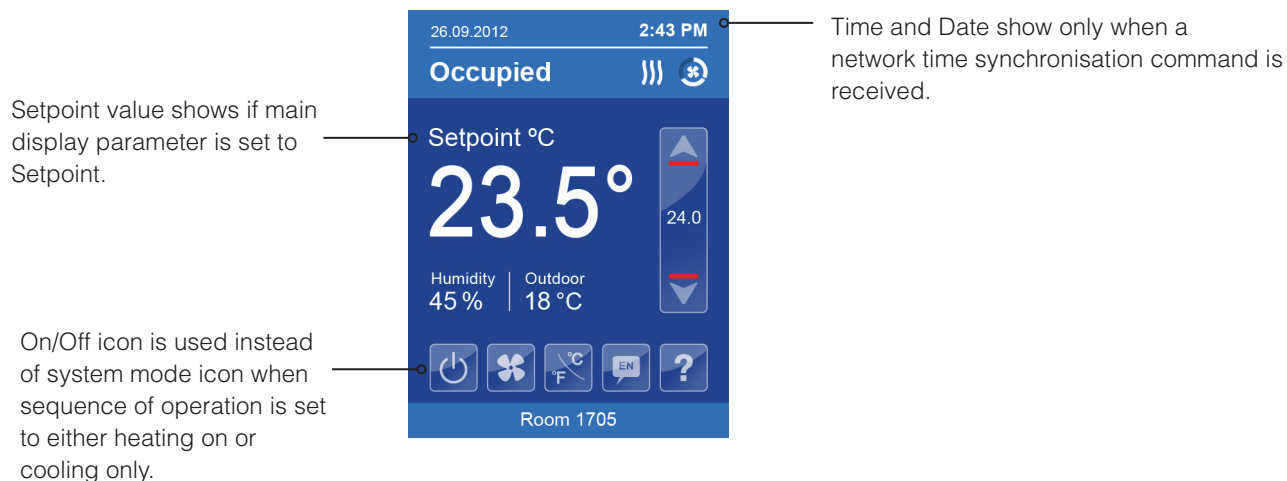 26.09.2012 2:43 PM
Occupied
Setpoint ºC
23.5°
24.0
Humidity
45 %
Outdoor
18 °C
°C
°F
EN
?
Room 1705
Time and Date show only when a
network time synchronisation command is
received.
Setpoint value shows if main
display parameter is set to
Setpoint.
On/Off icon is used instead
of system mode icon when
sequence of operation is set
to either heating on or
cooling only.